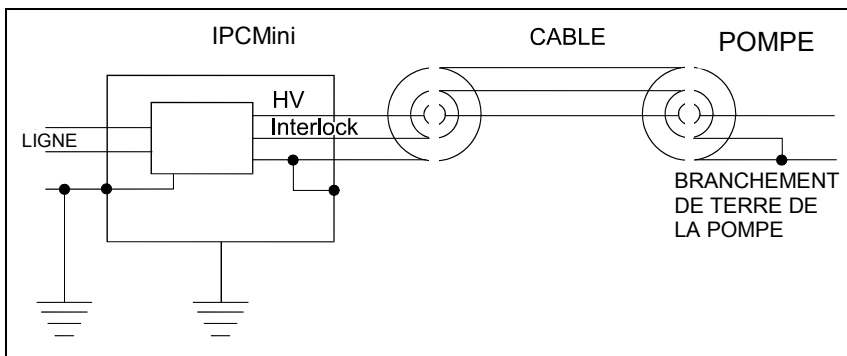 IPCMini
CABLE
POMPE
HV
Interlock
LIGNE
BRANCHEMENT
DE TERRE DE
LA POMPE